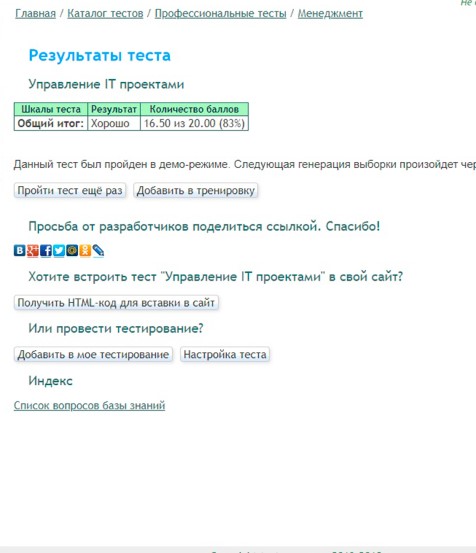 Не
Главная / Каталог тестов / Профессиональные тесты / Менеджмент
Результаты теста
Управление IT проектами
Шкалы теста Результат Количество баллов
Общий итог: Хорошо 16.50 из 20.00 (83%)
Данный тест был пройден в демо-режиме. Следующая генерация выборки произойдет чер
Пройти тест ещё раз Добавить в тренировку
Просьба от разработчиков поделиться ссылкой. Спасибо!
Хотите встроить тест "Управление IT проектами" в свой сайт?
Получить HTML-код для вставки в сайт
Или провести тестирование?
Добавить в мое тестирование Настройка теста
Индекс
Список вопросов базы знаний